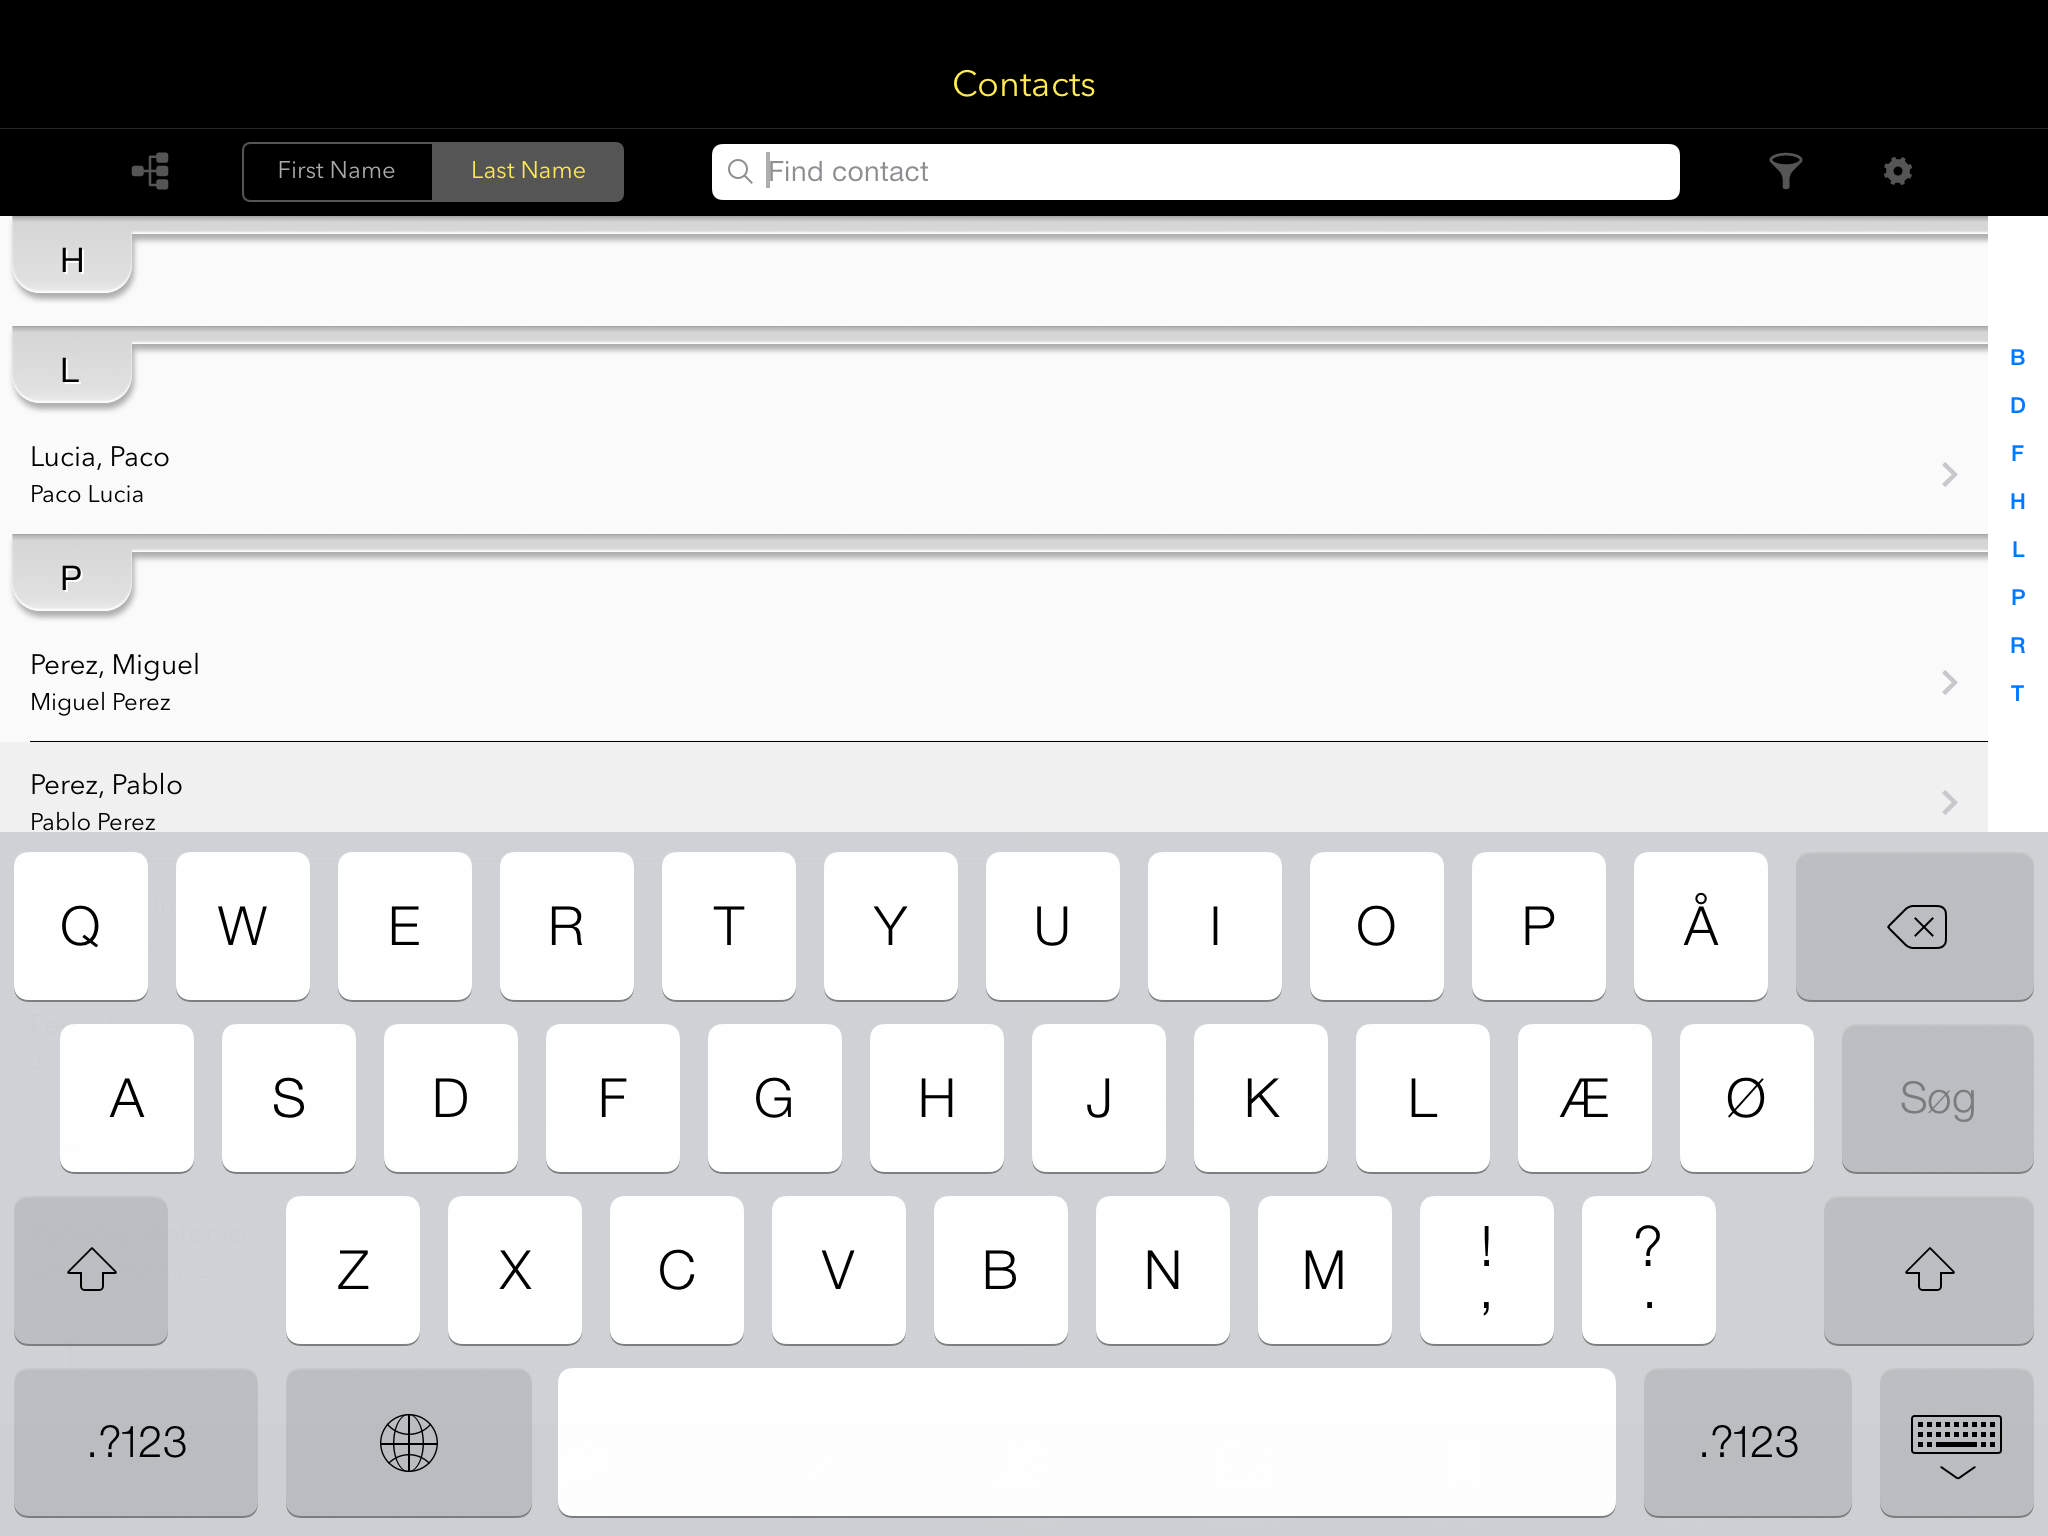 Contacts
First Name Last Name Find contact
H
L
Lucia, Paco
Paco Lucia
P
Perez, Miguel
Miguel Perez
Perez, Pablo
Pablo Perez
B
D
F
H
L
P
R
T
Q W E R T Y U I O P Å
A S D F G H J K L Æ Ø Søg
Z X C V B N M ! , ? .
.?123 .?123